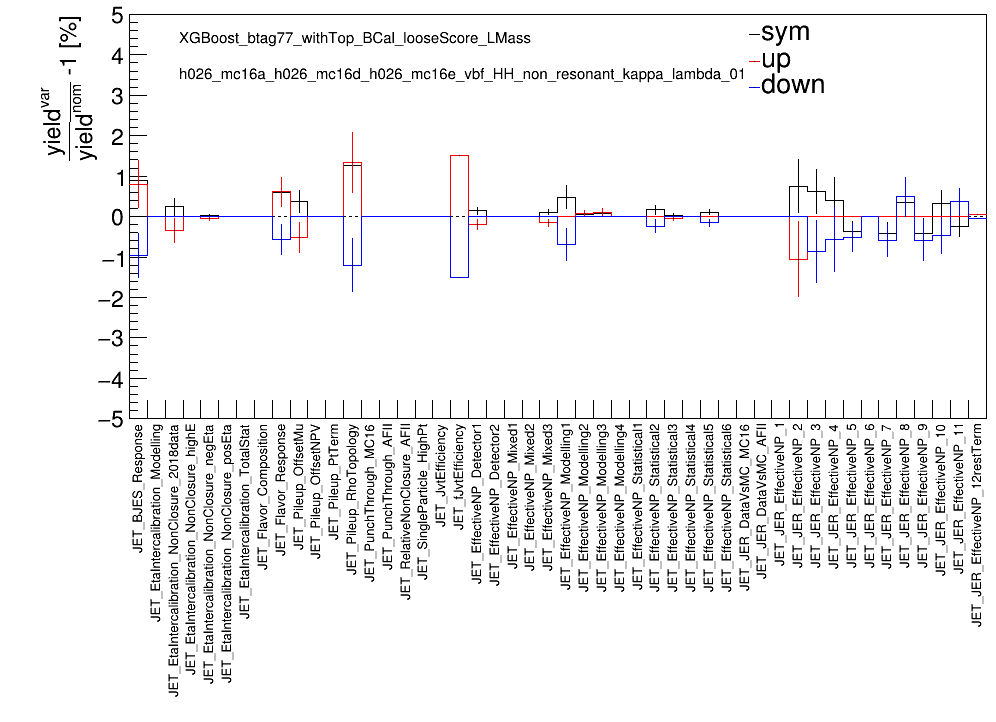 yield^var / yield^nom -1 [%]
5
4
3
2
1
0
−1
−2
−3
−4
−5
XGBoost_btag77_withTop_BCal_looseScore_LMass
h026_mc16a_h026_mc16d_h026_mc16e_vbf_HH_non_resonant_kappa_lambda_01
sym
up
down
JET_BJES_Response
JET_EtaIntercalibration_Modelling
JET_EtaIntercalibration_NonClosure_2018data
JET_EtaIntercalibration_NonClosure_highE
JET_EtaIntercalibration_NonClosure_negEta
JET_EtaIntercalibration_NonClosure_posEta
JET_EtaIntercalibration_TotalStat
JET_Flavor_Composition
JET_Flavor_Response
JET_Pileup_OffsetMu
JET_Pileup_OffsetNPV
JET_Pileup_PtTerm
JET_Pileup_RhoTopology
JET_PunchThrough_MC16
JET_PunchThrough_AFII
JET_RelativeNonClosure_AFII
JET_SingleParticle_HighPt
JET_JvtEfficiency
JET_fJvtEfficiency
JET_EffectiveNP_Detector1
JET_EffectiveNP_Detector2
JET_EffectiveNP_Mixed1
JET_EffectiveNP_Mixed2
JET_EffectiveNP_Mixed3
JET_EffectiveNP_Modelling1
JET_EffectiveNP_Modelling2
JET_EffectiveNP_Modelling3
JET_EffectiveNP_Modelling4
JET_EffectiveNP_Statistical1
JET_EffectiveNP_Statistical2
JET_EffectiveNP_Statistical3
JET_EffectiveNP_Statistical4
JET_EffectiveNP_Statistical5
JET_EffectiveNP_Statistical6
JET_JER_DataVsMC_MC16
JET_JER_DataVsMC_AFII
JET_JER_EffectiveNP_1
JET_JER_EffectiveNP_2
JET_JER_EffectiveNP_3
JET_JER_EffectiveNP_4
JET_JER_EffectiveNP_5
JET_JER_EffectiveNP_6
JET_JER_EffectiveNP_7
JET_JER_EffectiveNP_8
JET_JER_EffectiveNP_9
JET_JER_EffectiveNP_10
JET_JER_EffectiveNP_11
JET_JER_EffectiveNP_12restTerm